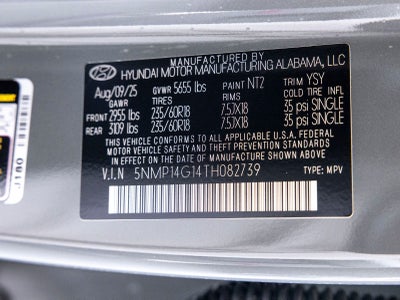 MANUFACTURED BY
HYUNDAI MOTOR MANUFACTURING ALABAMA, LLC
Aug/09/25 GVWR 5655 lbs PAINT NT2 TRIM YSY
GAWR TIRES RIMS COLD TIRE INFL
FRONT 2955 lbs 235/60R18 7.5JX18 35 psi SINGLE
REAR 3109 lbs 235/60R18 7.5JX18 35 psi SINGLE
THIS VEHICLE CONFORMS TO ALL APPLICABLE U.S.A. FEDERAL
MOTOR VEHICLE SAFETY, BUMPER, AND THEFT PREVENTION
STANDARDS IN EFFECT ON THE DATE OF MANUFACTURE SHOWN ABOVE
V.I.N 5NMP14G14TH082739 TYPE: MPV
J180